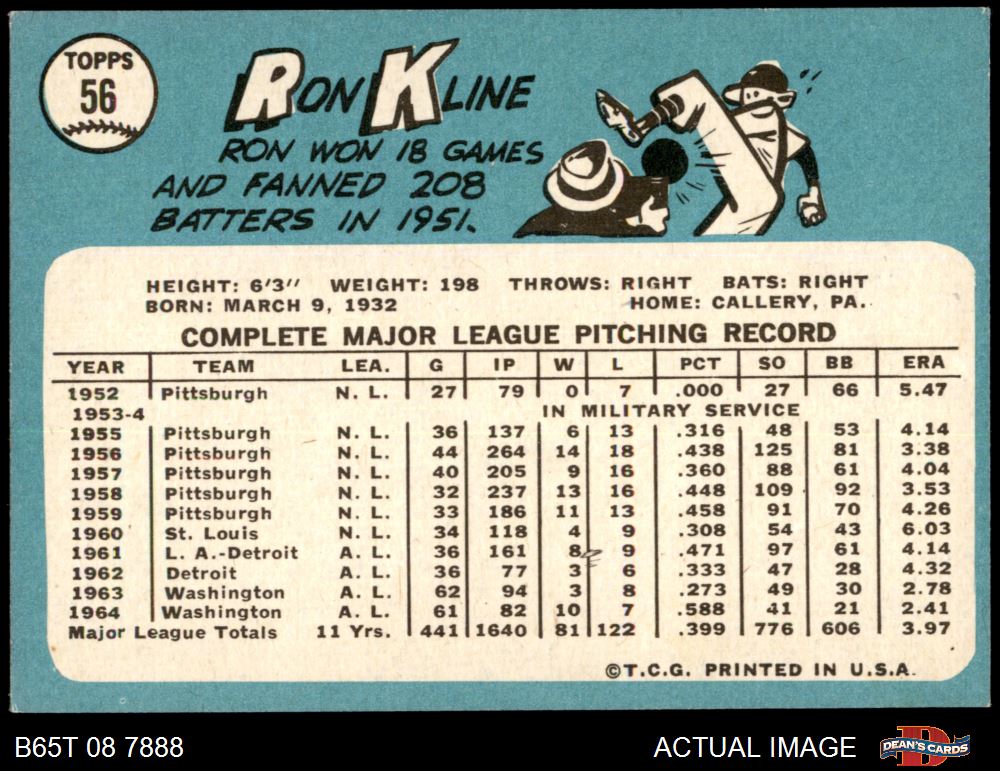 TOPPS
56
RON KLINE
RON WON 18 GAMES
AND FANNED 208
BATTERS IN 1951.
HEIGHT: 6'3" WEIGHT: 198 THROWS: RIGHT BATS: RIGHT
BORN: MARCH 9, 1932 HOME: CALLERY, PA.
COMPLETE MAJOR LEAGUE PITCHING RECORD
YEAR TEAM LEA. G IP W L PCT SO BB ERA
1952 Pittsburgh N. L. 27 79 0 7 .000 27 66 5.47
1953-4 IN MILITARY SERVICE
1955 Pittsburgh N. L. 36 137 6 13 .316 48 53 4.14
1956 Pittsburgh N. L. 44 264 14 18 .438 125 81 3.38
1957 Pittsburgh N. L. 40 205 9 16 .360 88 61 4.04
1958 Pittsburgh N. L. 32 237 13 16 .448 109 92 3.53
1959 Pittsburgh N. L. 33 186 11 13 .458 91 70 4.26
1960 St. Louis N. L. 34 118 4 9 .308 54 43 6.03
1961 L. A.-Detroit A. L. 36 161 8 9 .471 97 61 4.14
1962 Detroit A. L. 36 77 3 6 .333 47 28 4.32
1963 Washington A. L. 62 94 3 8 .273 49 30 2.78
1964 Washington A. L. 61 82 10 7 .588 41 21 2.41
Major League Totals 11 Yrs. 441 1640 81 122 .399 776 606 3.97
©T.C.G. PRINTED IN U.S.A.
B65T 08 7888 ACTUAL IMAGE DEAN'S CARDS